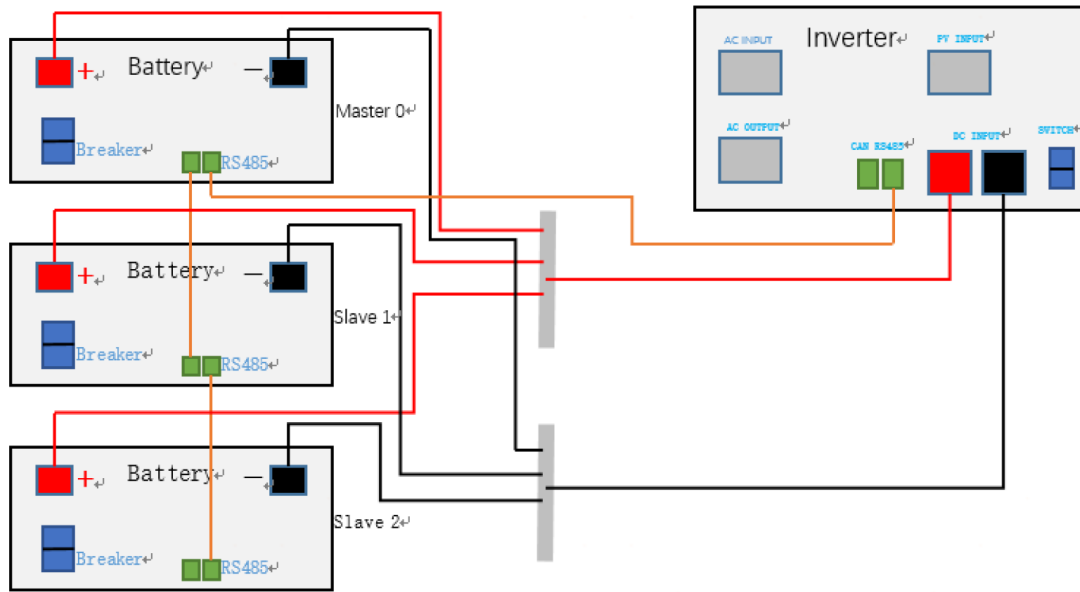 Battery↵
+↵
—↵
Master 0↵
Breaker↵
RS485↵
Battery↵
+↵
—↵
Slave 1↵
Breaker↵
RS485↵
Battery↵
+↵
—↵
Slave 2↵
Breaker↵
RS485↵
Inverter↵
AC INPUT
PV INPUT↵
AC OUTPUT↵
CAN RS485↵
DC INPUT↵
SWITCH↵